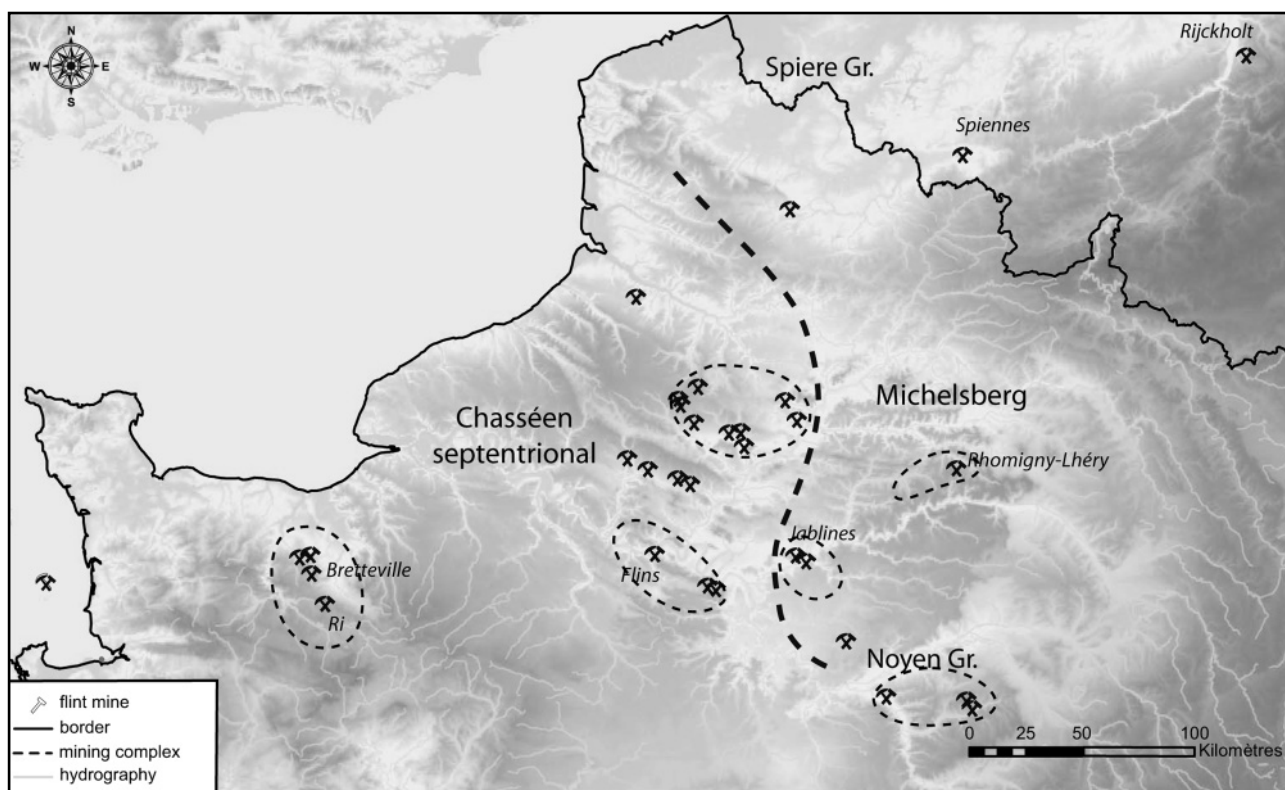 N
W
E
S
Spiere Gr.
Rijckholt
Spiennes
Chasséen
septentrional
Michelsberg
Rhomigny-Lhéry
Jablines
Bretteville
Flins
Ri
Noyen Gr.
flint mine
border
mining complex
hydrography
0 25 50 100
Kilomètres